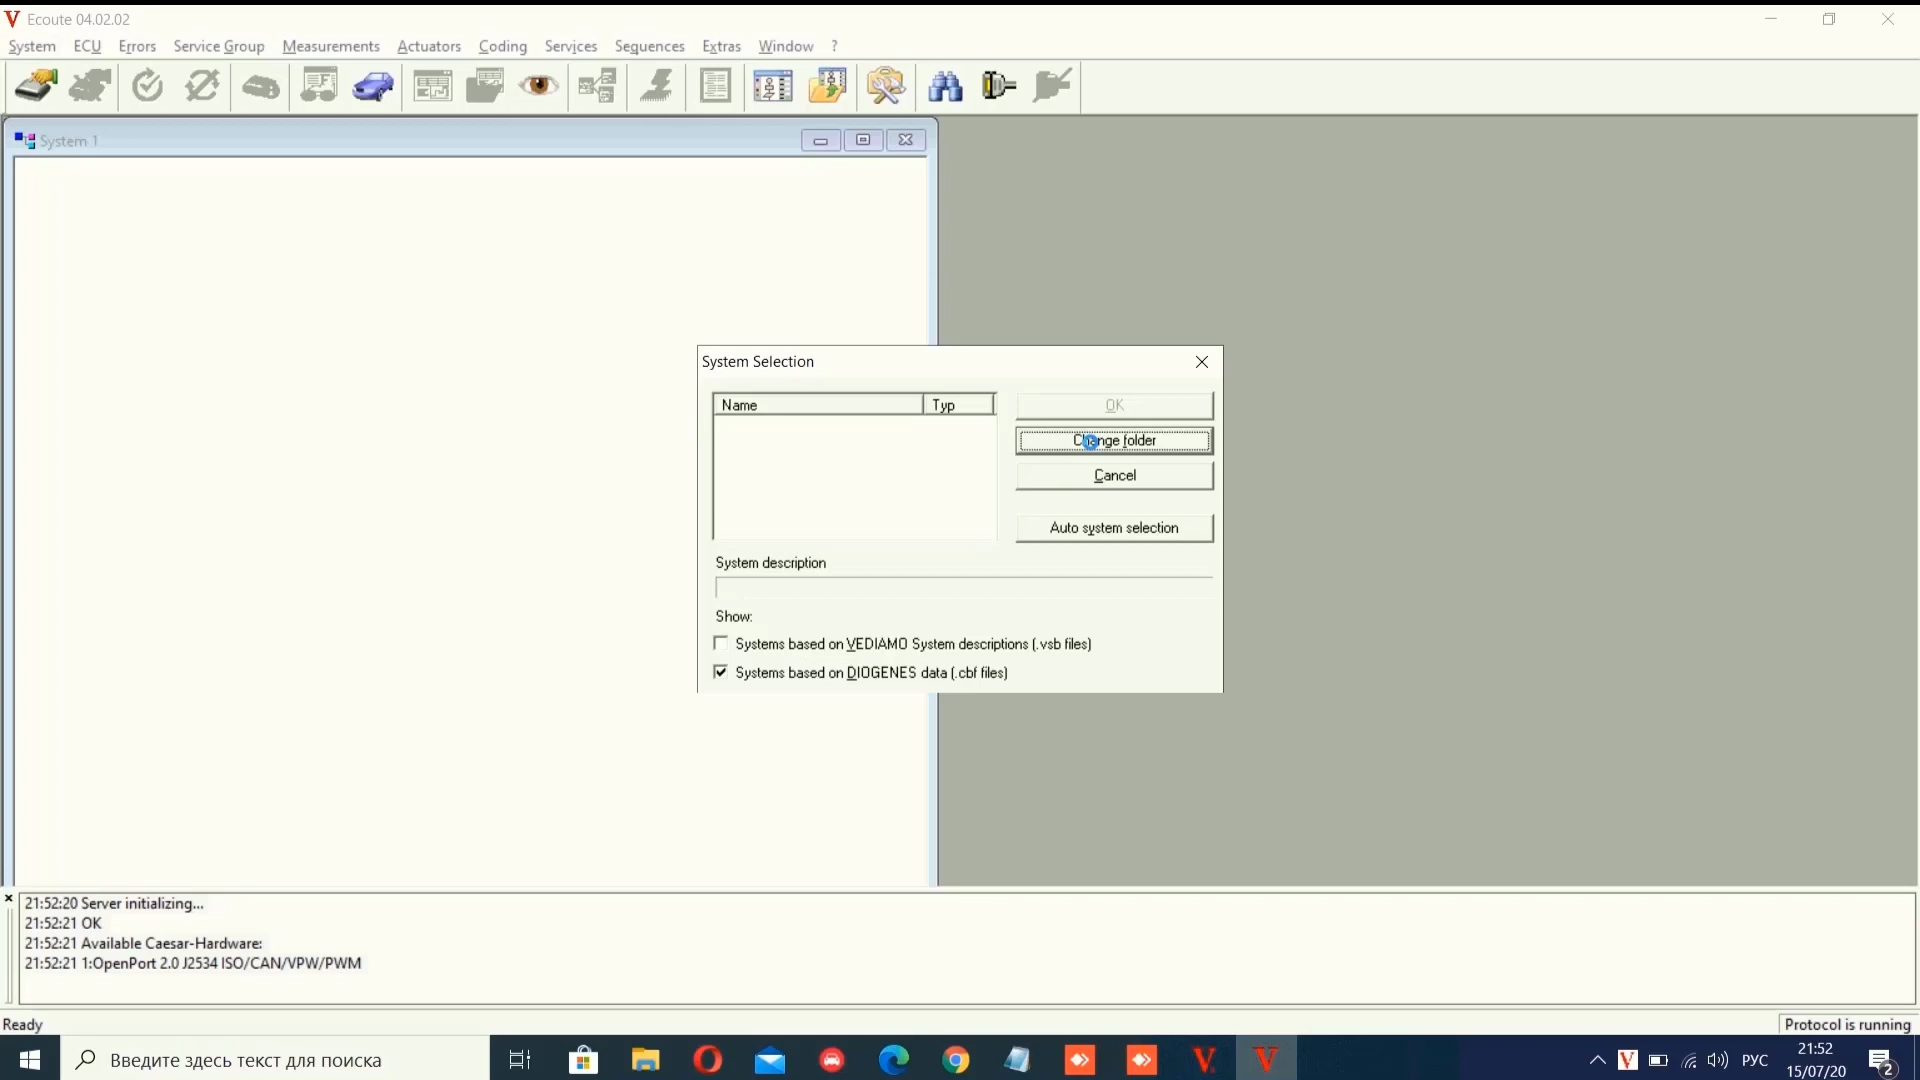 Ecoute 04.02.02
System ECU Errors Service Group Measurements Actuators Coding Services Sequences Extras Window ?
System 1
System Selection
Name Typ
OK
Change folder
Cancel
Auto system selection
System description
Show:
Systems based on VEDIAMO System descriptions (.vsb files)
Systems based on DIOGENES data (.cbf files)
21:52:20 Server initializing...
21:52:21 OK
21:52:21 Available Caesar-Hardware:
21:52:21 1:OpenPort 2.0 J2534 ISO/CAN/VPW/PWM
Ready
Protocol is running
Введите здесь текст для поиска
РУС
21:52
15/07/20
2